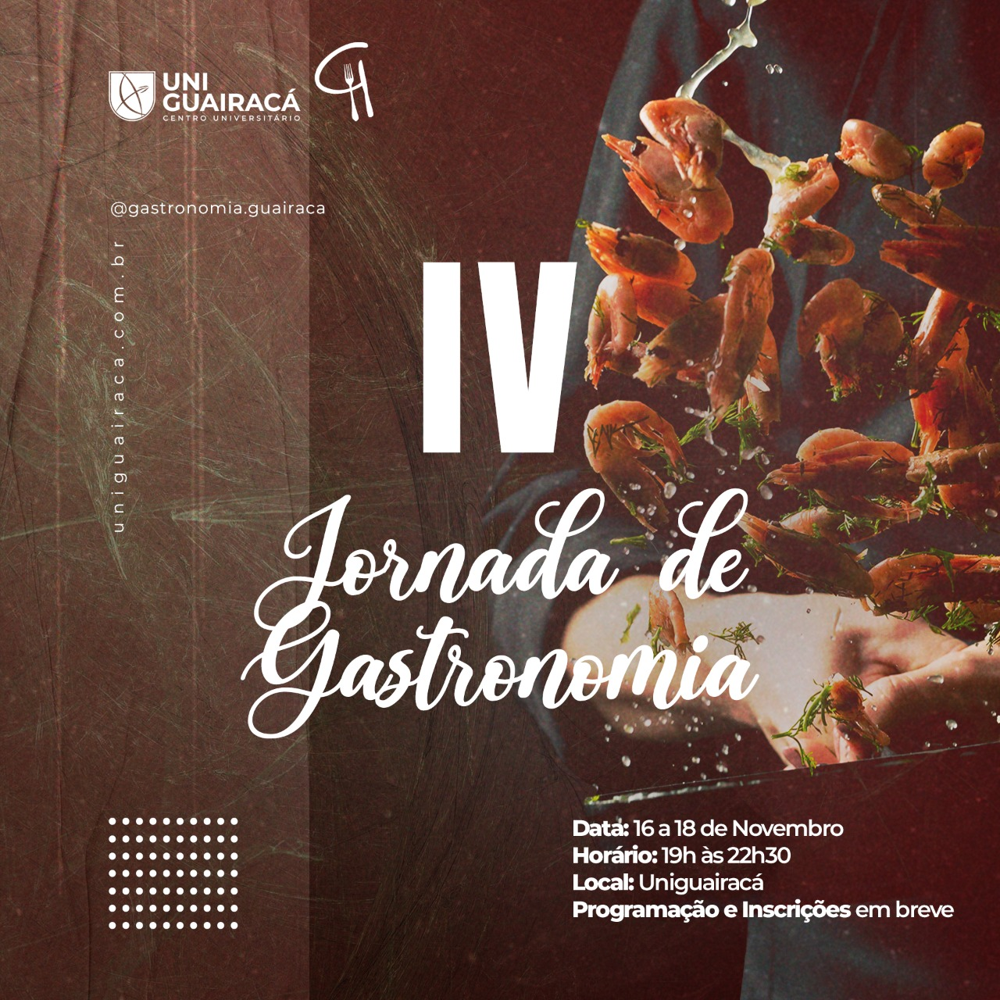 UNI
GUAIRACÁ
CENTRO UNIVERSITÁRIO
@gastronomia.guairaca
uniguairaca.com.br
IV
Jornada de
Gastronomia
Data: 16 a 18 de Novembro
Horário: 19h às 22h30
Local: Uniguairacá
Programação e Inscrições em breve